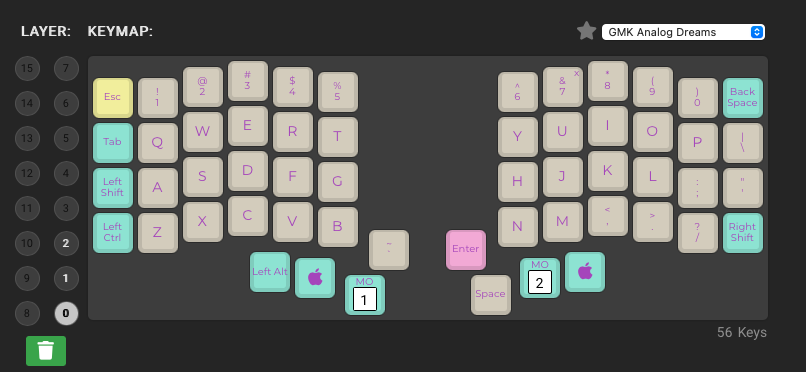 LAYER: KEYMAP: GMK Analog Dreams
15 7
14 6
13 5
12 4
11 3
10 2
9 1
8 0
Esc ! 1 @ 2 # 3 $ 4 % 5 ^ 6 & 7 x * 8 ( 9 ) 0 Back Space
Tab Q W E R T Y U I O P | \
Left Shift A S D F G H J K L : ; " '
Left Ctrl Z X C V B N M < , > . ? / Right Shift
Left Alt MO 1 Enter Space MO 2
56 Keys